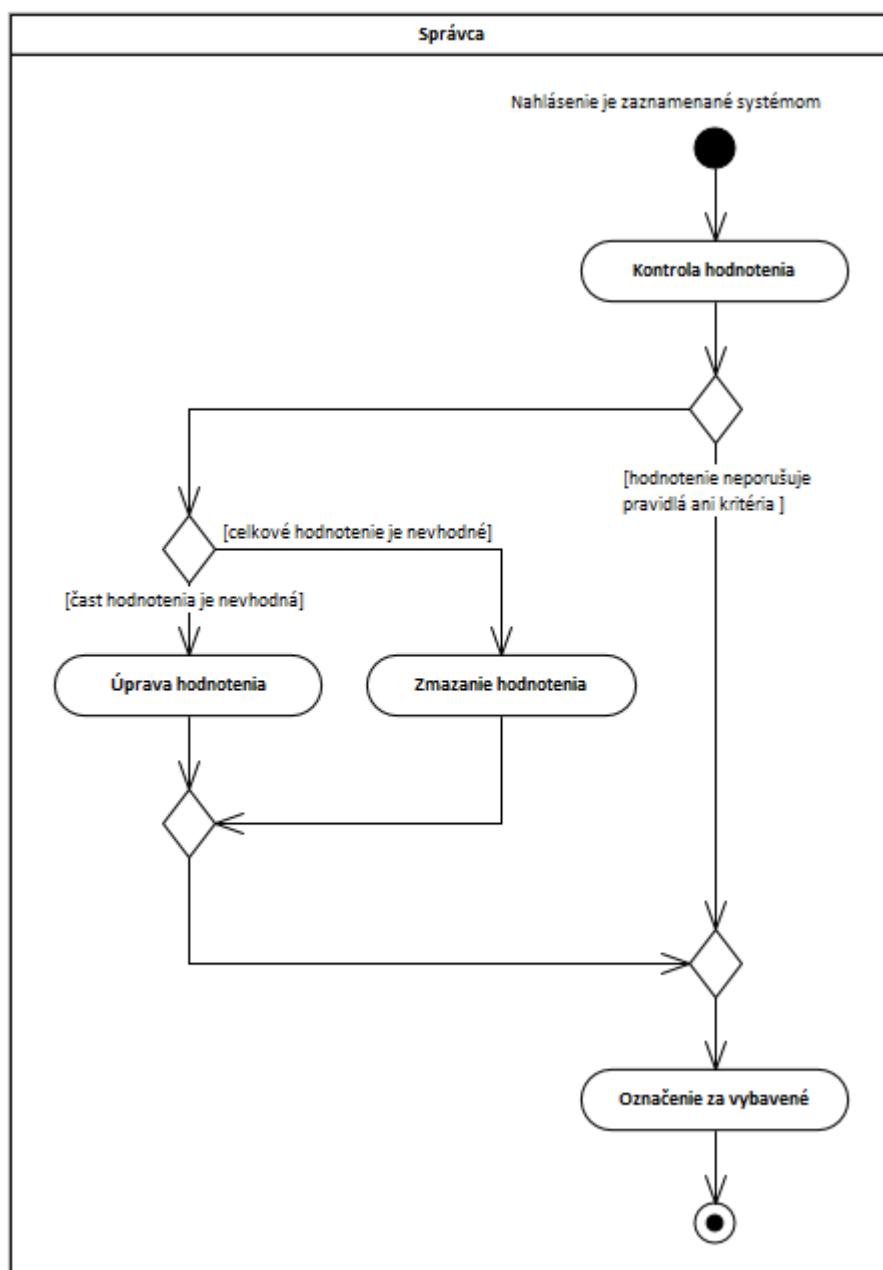 Správca
Nahlásenie je zaznamenané systémom
Kontrola hodnotenia
[hodnotenie neporušuje
pravidlá ani kritéria ]
[celkové hodnotenie je nevhodné]
[čast hodnotenia je nevhodná]
Úprava hodnotenia
Zmazanie hodnotenia
Označenie za vybavené